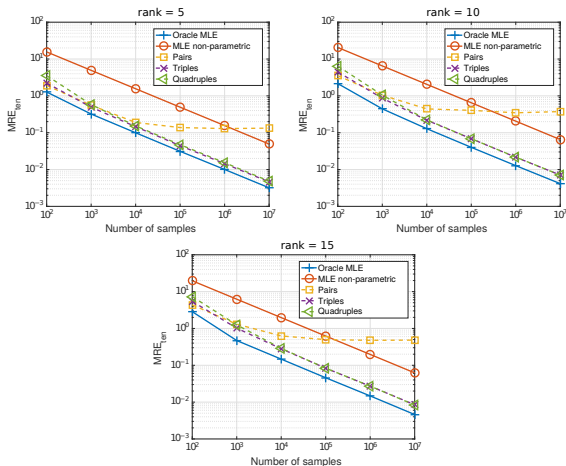 rank = 5
Oracle MLE
MLE non-parametric
Pairs
Triples
Quadruples
MRE_ten
10^2
10^1
10^0
10^-1
10^-2
10^-3
10^2 10^3 10^4 10^5 10^6 10^7
Number of samples
rank = 10
Oracle MLE
MLE non-parametric
Pairs
Triples
Quadruples
MRE_ten
10^2
10^1
10^0
10^-1
10^-2
10^-3
10^2 10^3 10^4 10^5 10^6 10^7
Number of samples
rank = 15
Oracle MLE
MLE non-parametric
Pairs
Triples
Quadruples
MRE_ten
10^2
10^1
10^0
10^-1
10^-2
10^-3
10^2 10^3 10^4 10^5 10^6 10^7
Number of samples